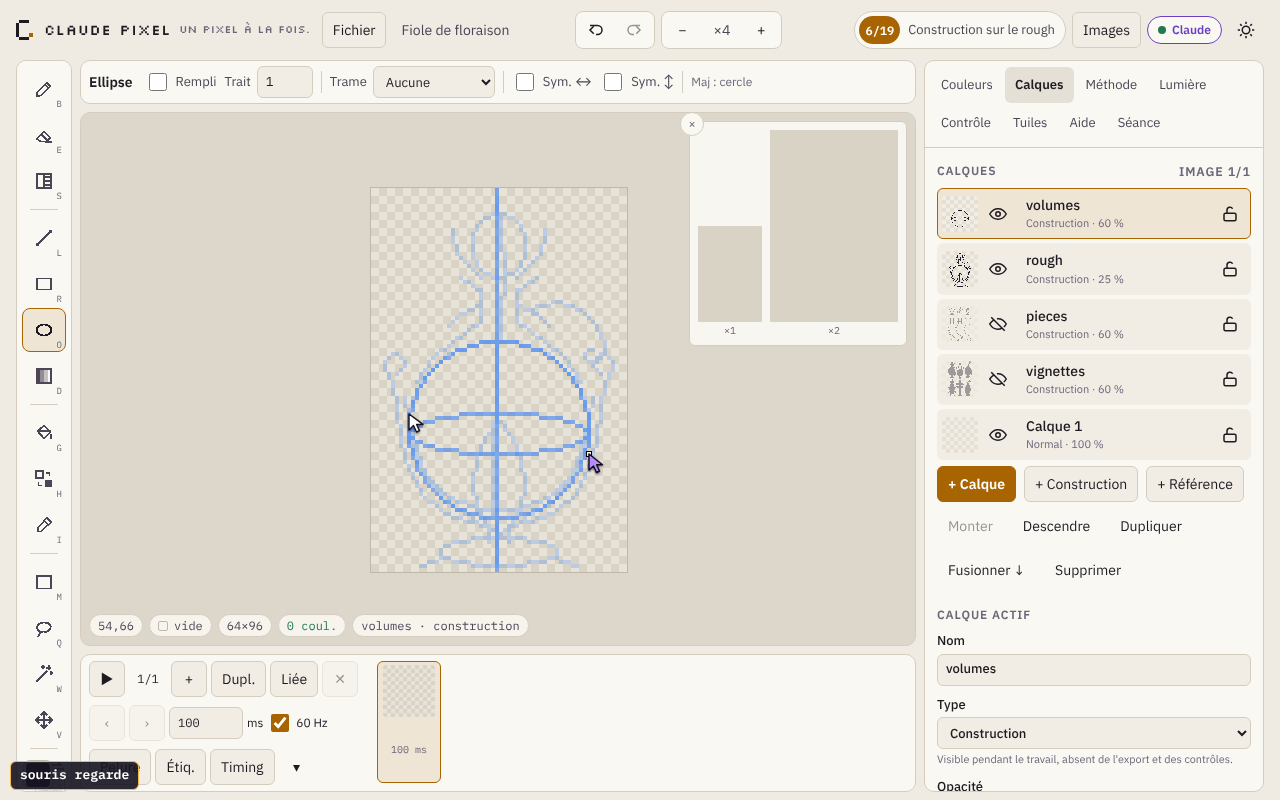 CLAUDE PIXEL UN PIXEL À LA FOIS. Fichier Fiole de floraison − ×4 + 6/19 Construction sur le rough Images Claude
Ellipse Rempli Trait 1 Trame Aucune Sym. ↔ Sym. ↕ Maj : cercle
B
E
S
L
R
O
D
G
H
I
M
Q
W
V
×
×1 ×2
54,66 vide 64×96 0 coul. volumes · construction
1/1 + Dupl. Liée ×
‹ › 100 ms 60 Hz
Étiq. Timing ▼
100 ms
souris regarde
Couleurs Calques Méthode Lumière
Contrôle Tuiles Aide Séance
CALQUES IMAGE 1/1
volumes
Construction · 60 %
rough
Construction · 25 %
pieces
Construction · 60 %
vignettes
Construction · 60 %
Calque 1
Normal · 100 %
+ Calque + Construction + Référence
Monter Descendre Dupliquer
Fusionner ↓ Supprimer
CALQUE ACTIF
Nom
volumes
Type
Construction
Visible pendant le travail, absent de l'export et des contrôles.
Opacité